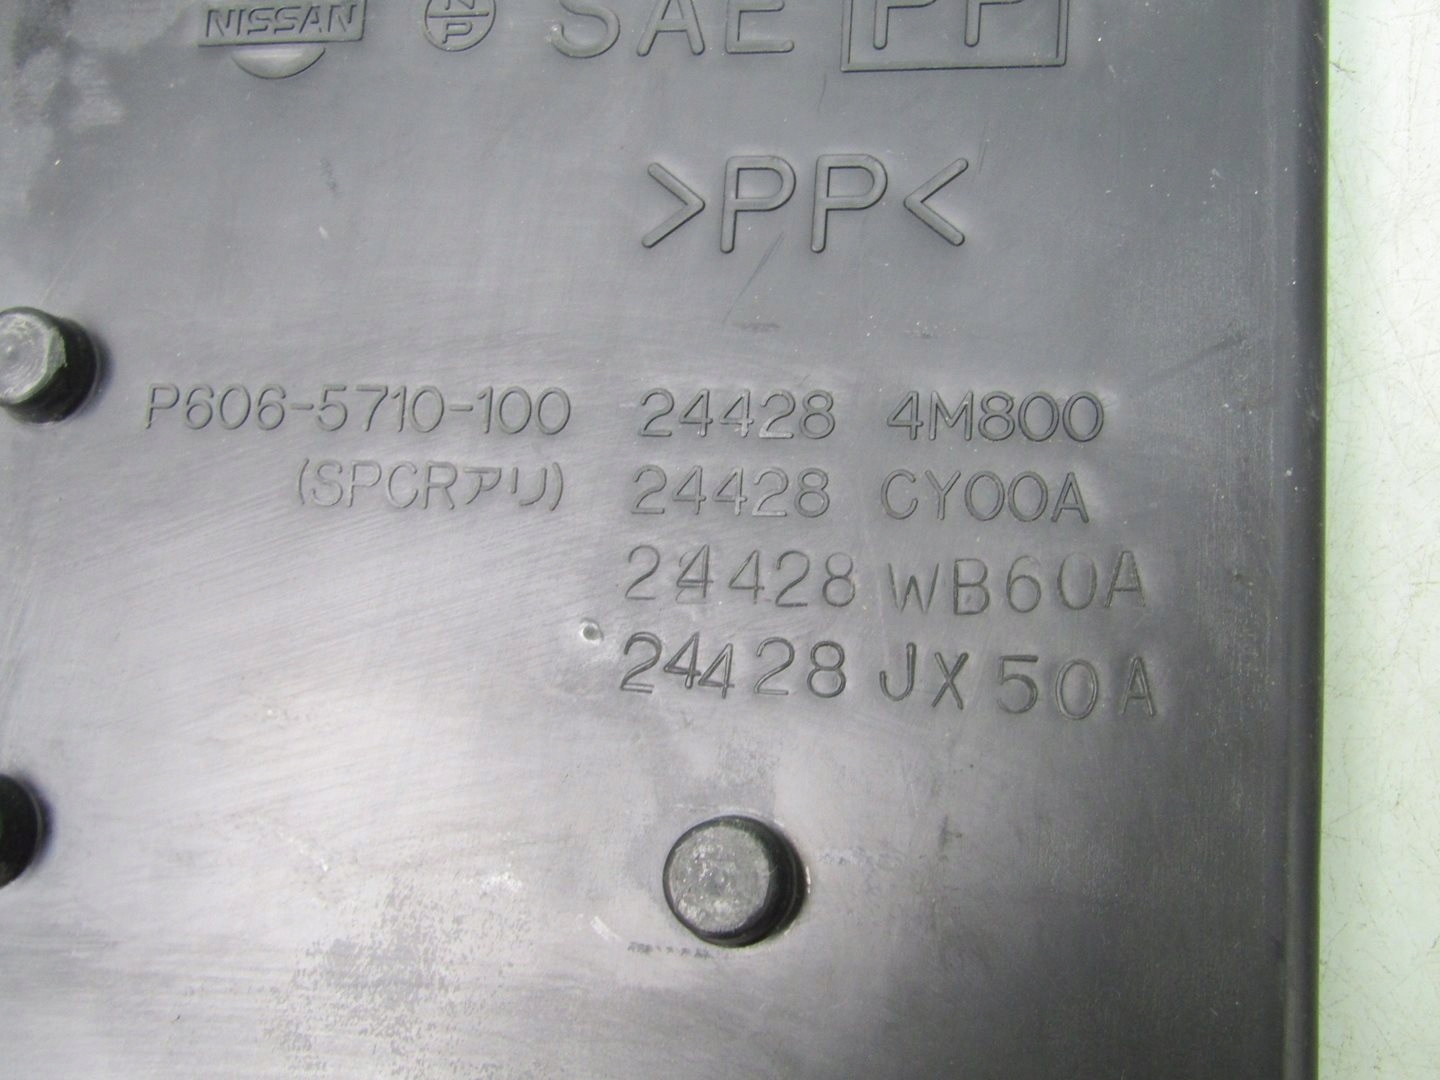 NISSAN N P SAE PP
>PP<
P606-5710-100 24428 4M800
(SPCRアリ) 24428 CY00A
24428 WB60A
24428 JX50A